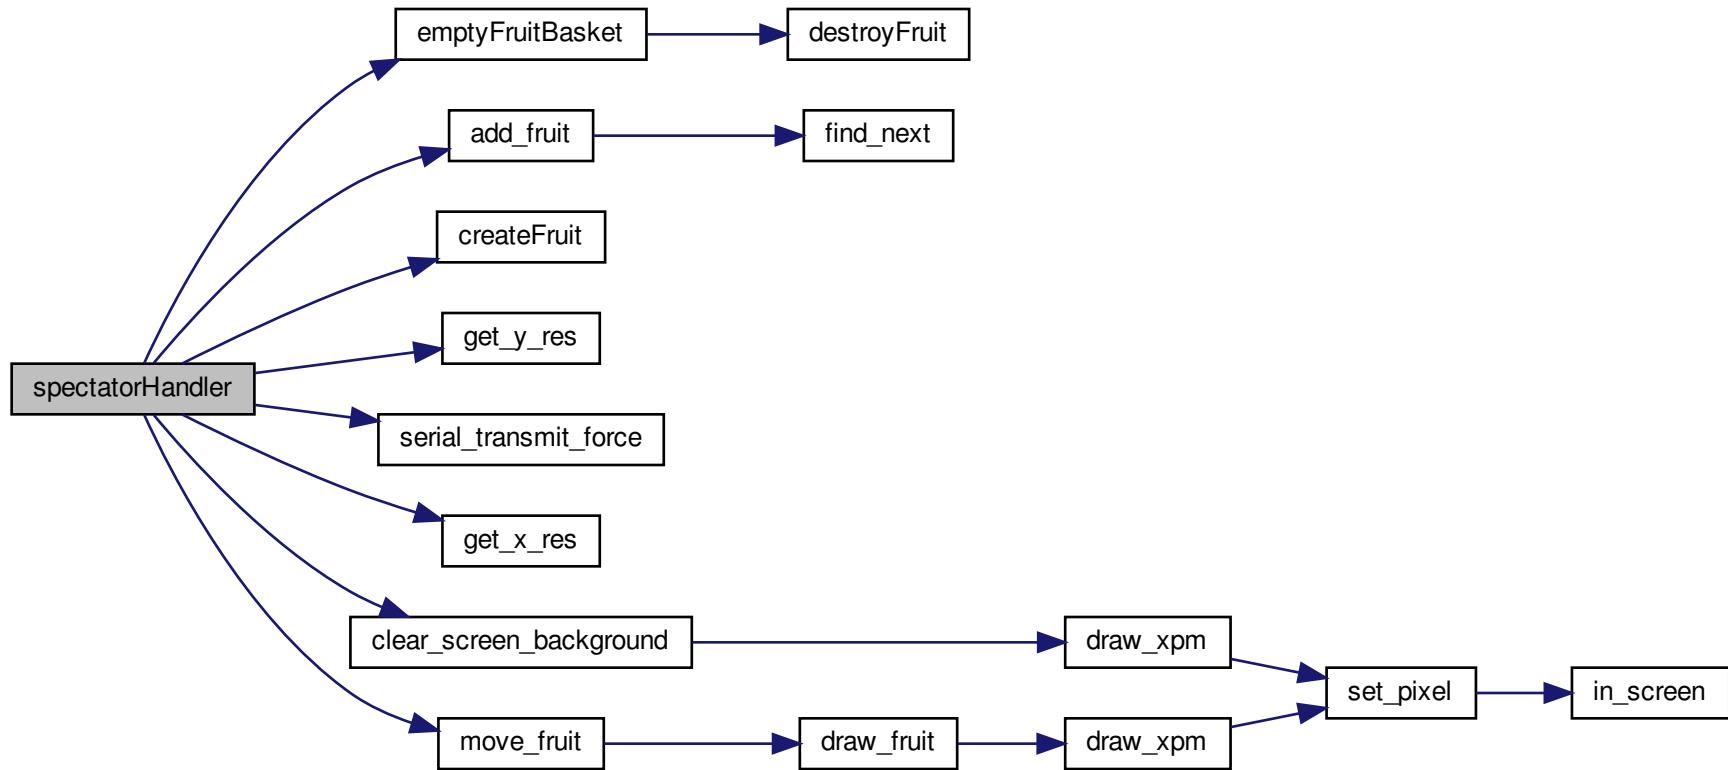 emptyFruitBasket
destroyFruit
add_fruit
find_next
createFruit
get_y_res
spectatorHandler
serial_transmit_force
get_x_res
clear_screen_background
draw_xpm
set_pixel
in_screen
move_fruit
draw_fruit
draw_xpm